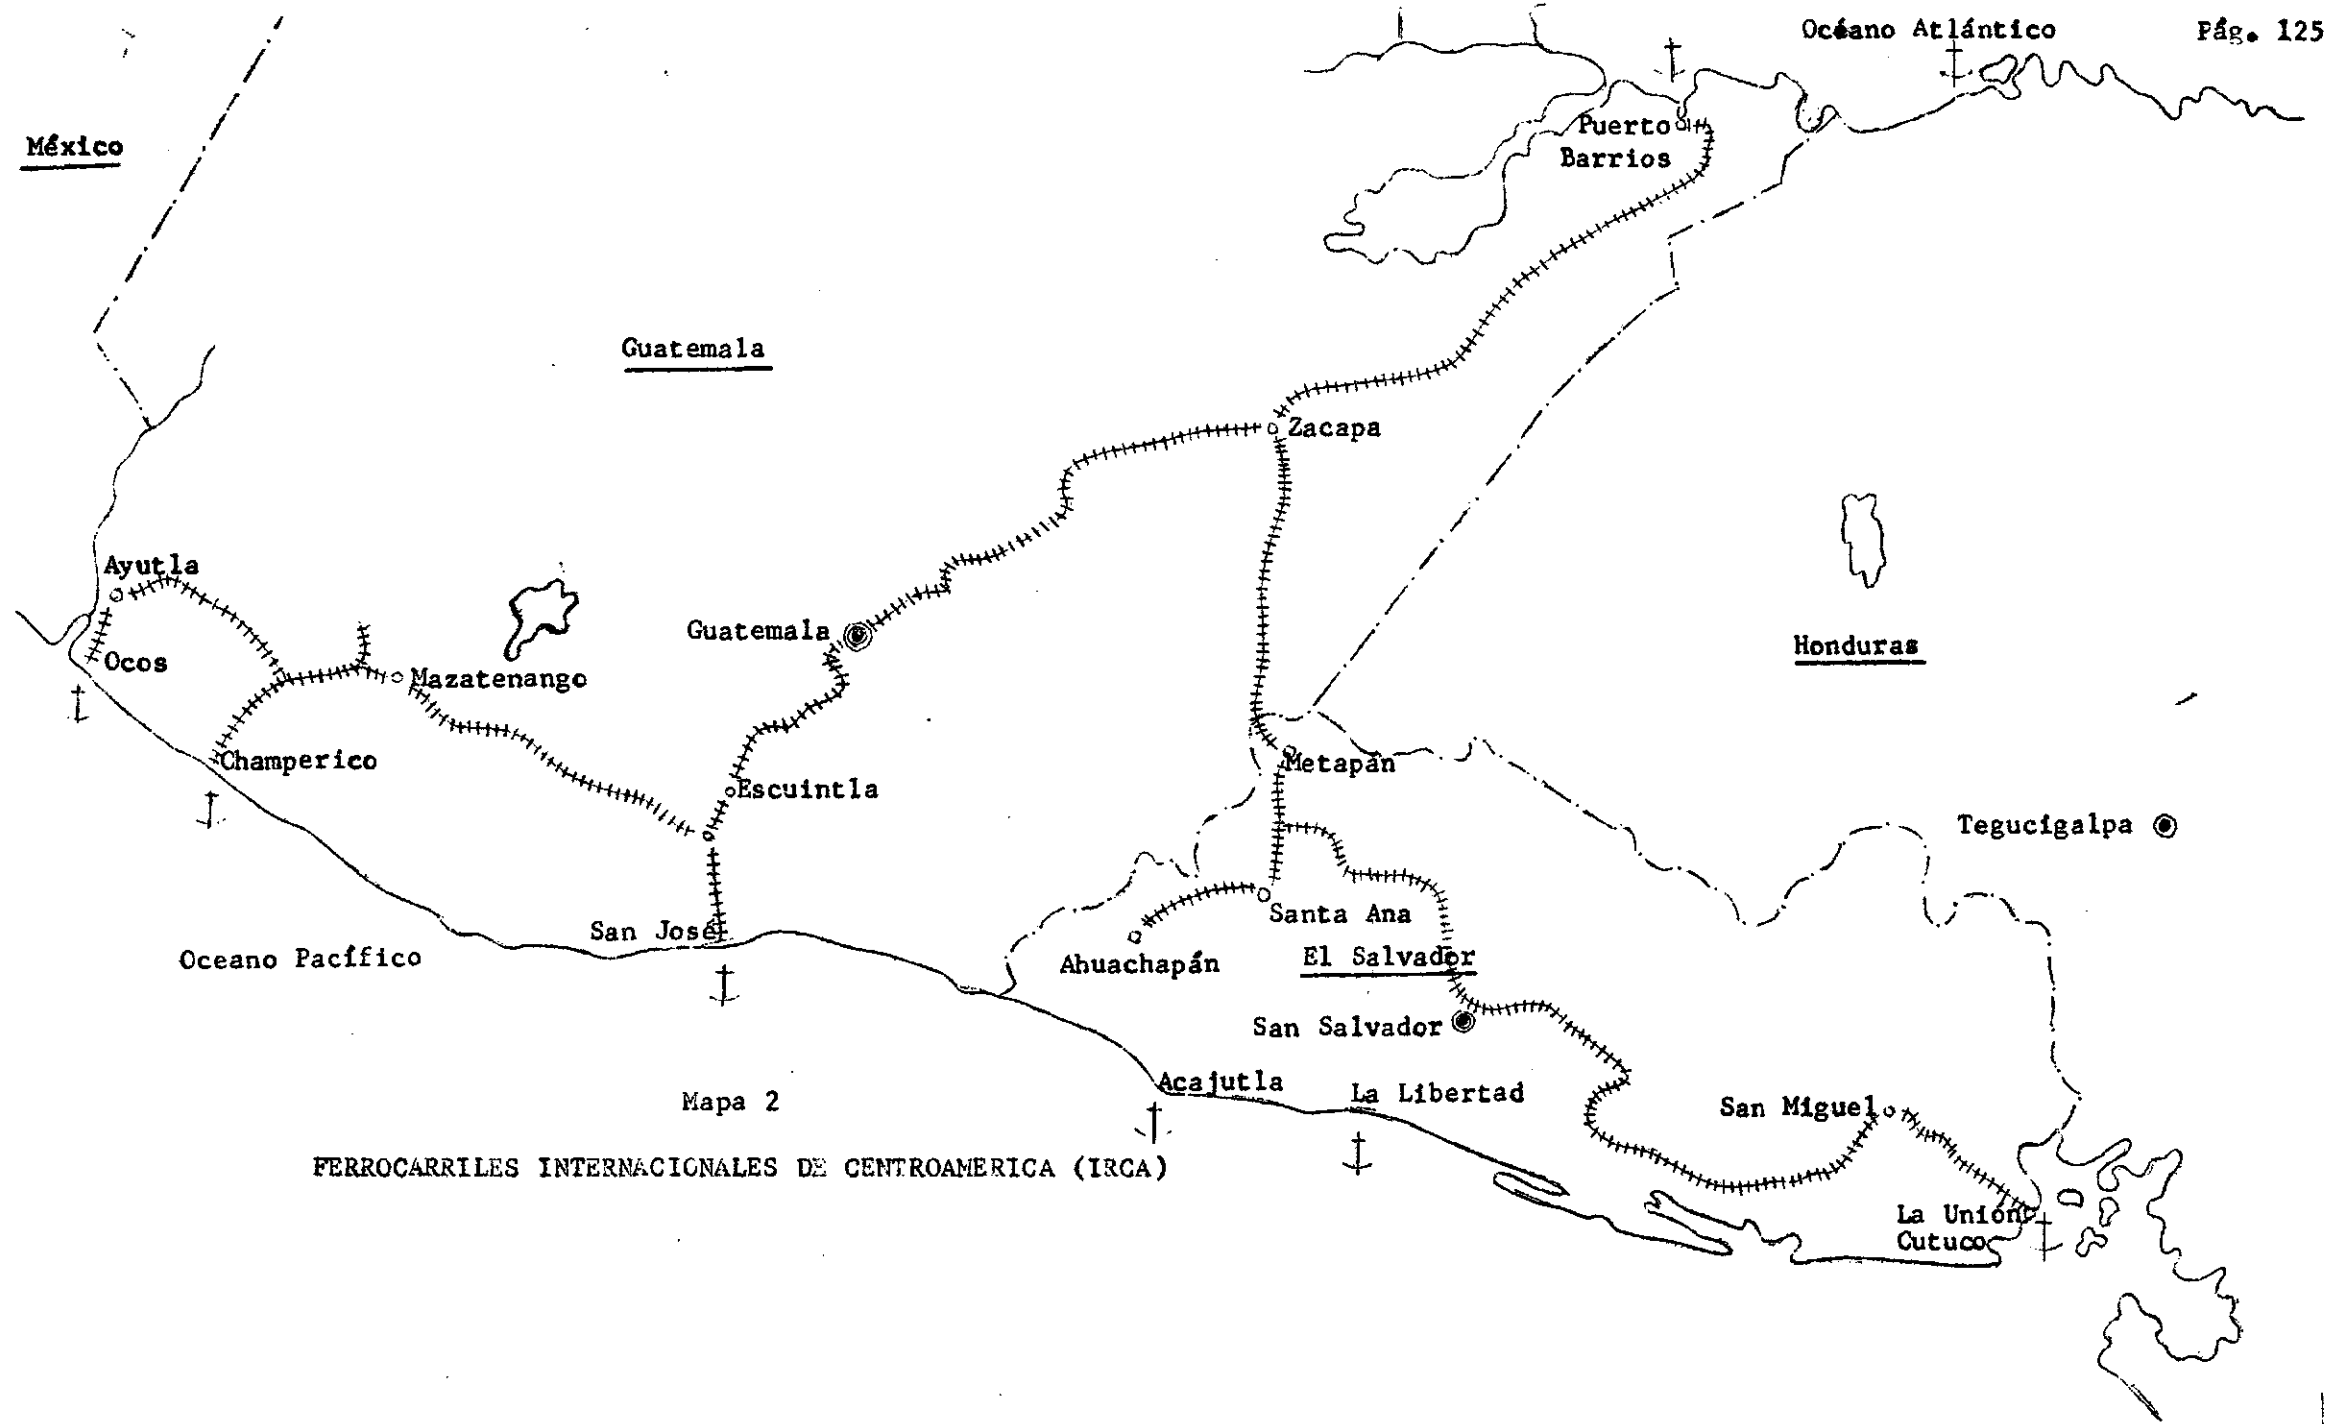 Océano Atlántico
Pág. 125
Puerto
Barrios
México
Guatemala
Zacapa
Ayutla
Guatemala
Honduras
Ocos
Mazatenango
Champerico
Metapán
Escuintla
Tegucigalpa
Santa Ana
San José
Oceano Pacífico
Ahuachapán
El Salvador
San Salvador
Acajutla
La Libertad
Mapa 2
San Miguel
FERROCARRILES INTERNACIONALES DE CENTROAMERICA (IRCA)
La Unión
Cutuco